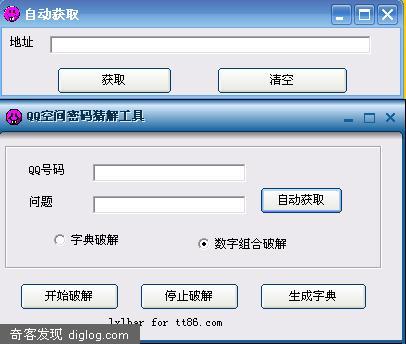 自动获取
地址
获取
清空
QQ空间密码猜解工具
QQ号码
问题
自动获取
字典破解
数字组合破解
开始破解
停止破解
生成字典
lxlhar for tt86.com
奇客发现 diglog.com